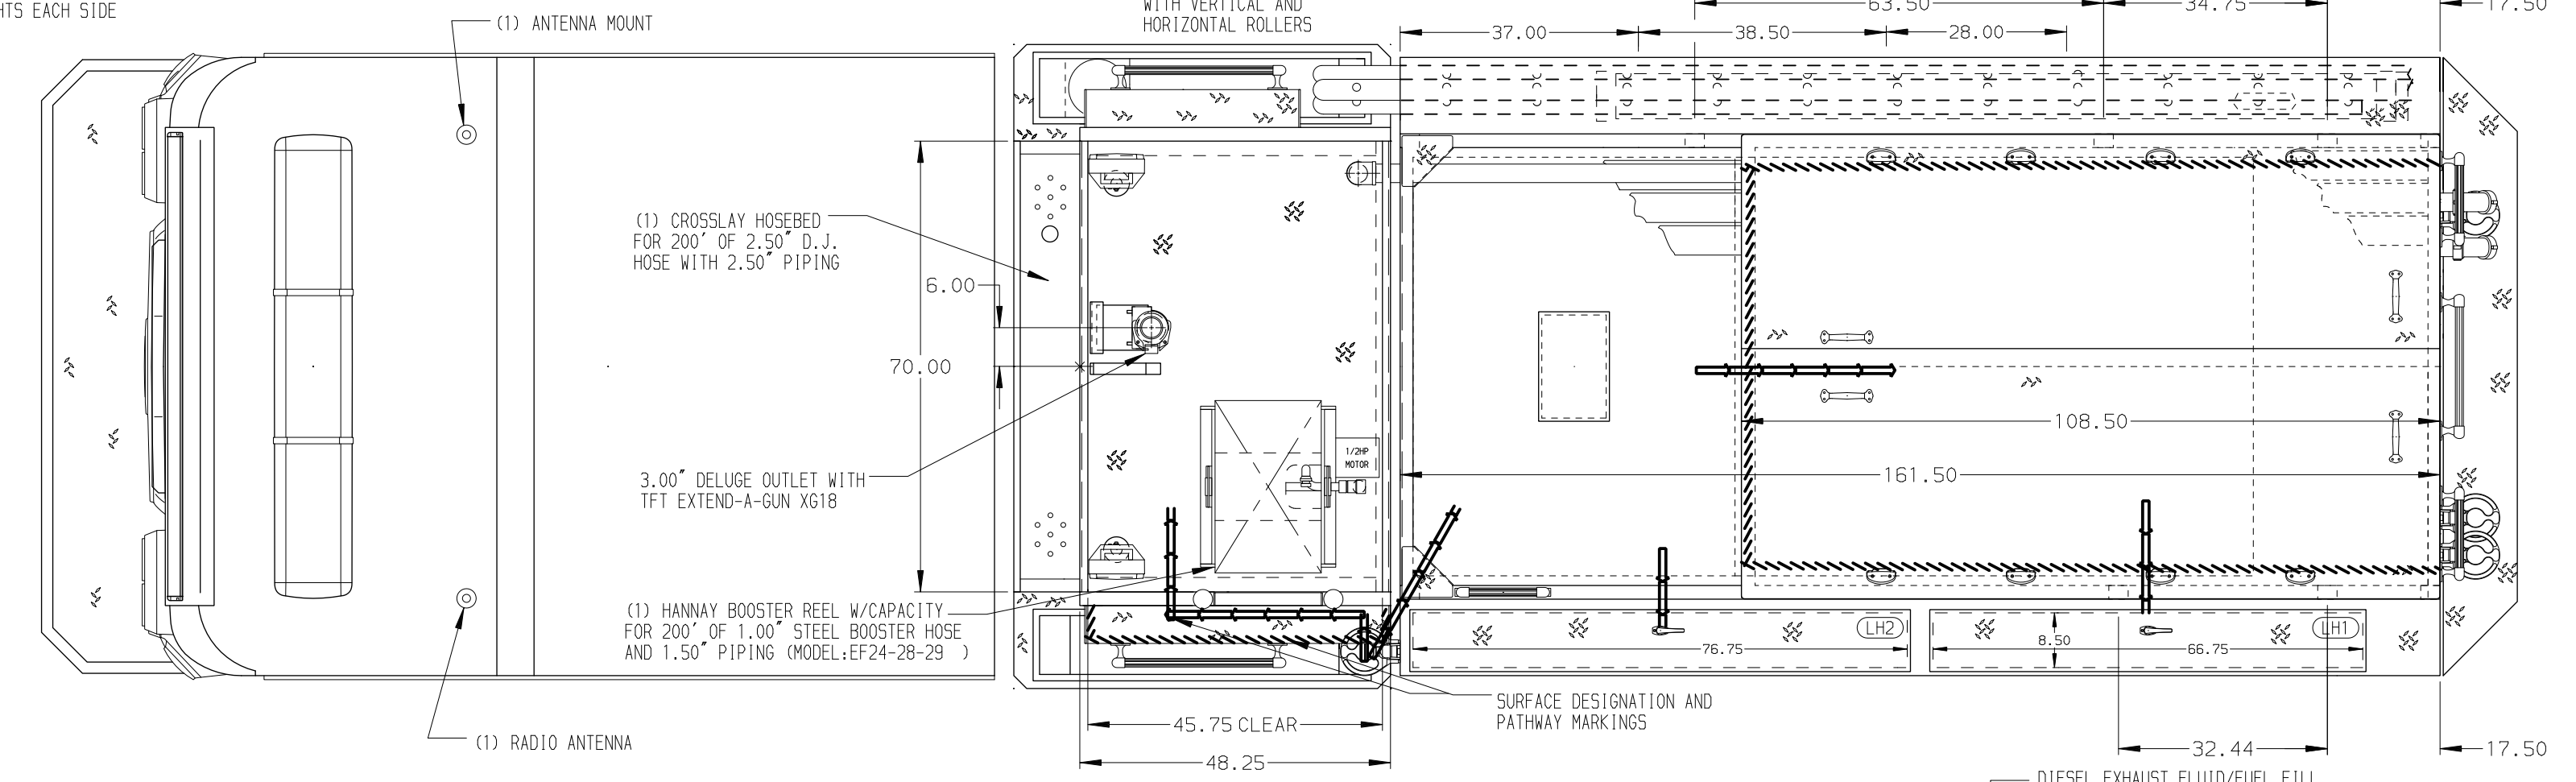 HTS EACH SIDE
(1) ANTENNA MOUNT
WITH VERTICAL AND
HORIZONTAL ROLLERS
63.50
34.75
17.50
37.00
38.50
28.00
(1) CROSSLAY HOSEBED
FOR 200' OF 2.50" D.J.
HOSE WITH 2.50" PIPING
6.00
70.00
108.50
1/2HP
MOTOR
161.50
3.00" DELUGE OUTLET WITH
TFT EXTEND-A-GUN XG18
(1) HANNAY BOOSTER REEL W/CAPACITY
FOR 200' OF 1.00" STEEL BOOSTER HOSE
AND 1.50" PIPING (MODEL:EF24-28-29 )
LH2
LH1
8.50
76.75
66.75
SURFACE DESIGNATION AND
PATHWAY MARKINGS
45.75 CLEAR
(1) RADIO ANTENNA
48.25
32.44
17.50
DIESEL EXHAUST FLUID/FUEL FILL